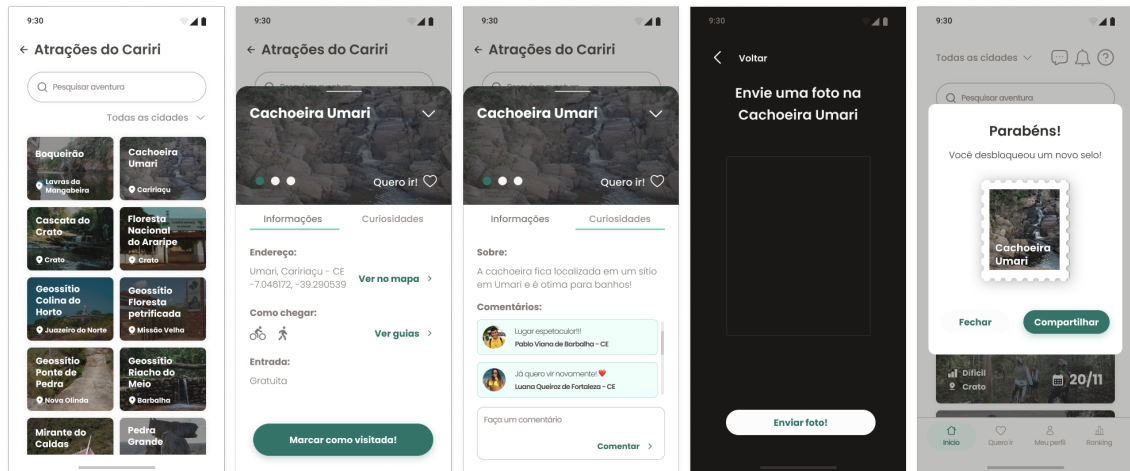 9:30
← Atrações do Cariri
Pesquisar aventura
Todas as cidades
Boqueirão
Lavras da
Mangabeira
Cachoeira
Umari
Caririaçu
Cascata do
Crato
Crato
Floresta
Nacional
do Araripe
Crato
Geossítio
Colina do
Horto
Juazeiro do Norte
Geossítio
Floresta
petrificada
Missão Velha
Geossítio
Ponte de
Pedra
Nova Olinda
Geossítio
Riacho do
Meio
Barbalha
Mirante do
Caldas
Pedra
Grande
9:30
← Atrações do Cariri
Cachoeira Umari
Quero ir!
Informações
Curiosidades
Endereço:
Umari, Caririaçu - CE
-7.046172, -39.290539
Ver no mapa >
Como chegar:
Ver guias >
Entrada:
Gratuita
Marcar como visitada!
9:30
← Atrações do Cariri
Cachoeira Umari
Quero ir!
Informações
Curiosidades
Sobre:
A cachoeira fica localizada em um sítio
em Umari e é otima para banhos!
Comentários:
Lugar espetacular!!!
Pablo Viana de Barbalha - CE
Já quero vir novamente! ❤️
Luana Queiroz de Fortaleza - CE
Faça um comentário
Comentar >
9:30
Voltar
Envie uma foto na
Cachoeira Umari
Enviar foto!
9:30
Todas as cidades
Pesquisar aventura
Parabéns!
Você desbloqueou um novo selo!
Cachoeira
Umari
Fechar
Compartilhar
Difícil
Crato
20/11
Início
Quero ir
Meu perfil
Ranking